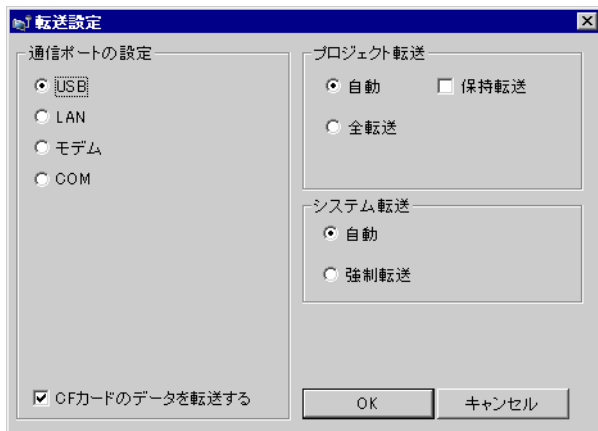 転送設定
通信ポートの設定
USB
LAN
モデム
COM
CFカードのデータを転送する
プロジェクト転送
自動 保持転送
全転送
システム転送
自動
強制転送
OK キャンセル